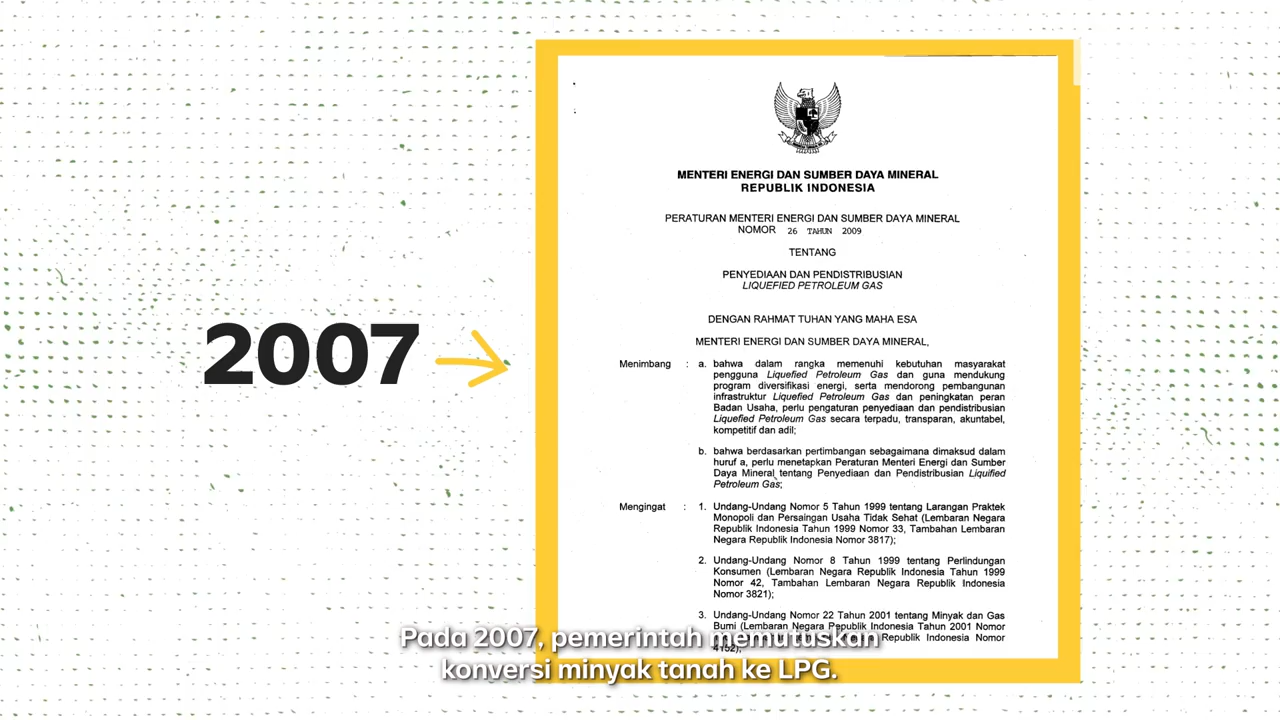 2007
MENTERI ENERGI DAN SUMBER DAYA MINERAL
REPUBLIK INDONESIA
PERATURAN MENTERI ENERGI DAN SUMBER DAYA MINERAL
NOMOR 26 TAHUN 2009
TENTANG
PENYEDIAAN DAN PENDISTRIBUSIAN
LIQUEFIED PETROLEUM GAS
DENGAN RAHMAT TUHAN YANG MAHA ESA
MENTERI ENERGI DAN SUMBER DAYA MINERAL,
Menimbang : a. bahwa dalam rangka memenuhi kebutuhan masyarakat
pengguna Liquefied Petroleum Gas dan guna mendukung
program diversifikasi energi, serta mendorong pembangunan
infrastruktur Liquefied Petroleum Gas dan peningkatan peran
Badan Usaha, perlu pengaturan penyediaan dan pendistribusian
Liquefied Petroleum Gas secara terpadu, transparan, akuntabel,
kompetitif dan adil;
b. bahwa berdasarkan pertimbangan sebagaimana dimaksud dalam
huruf a, perlu menetapkan Peraturan Menteri Energi dan Sumber
Daya Mineral tentang Penyediaan dan Pendistribusian Liquified
Petroleum Gas;
Mengingat : 1. Undang-Undang Nomor 5 Tahun 1999 tentang Larangan Praktek
Monopoli dan Persaingan Usaha Tidak Sehat (Lembaran Negara
Republik Indonesia Tahun 1999 Nomor 33, Tambahan Lembaran
Negara Republik Indonesia Nomor 3817);
2. Undang-Undang Nomor 8 Tahun 1999 tentang Perlindungan
Konsumen (Lembaran Negara Republik Indonesia Tahun 1999
Nomor 42, Tambahan Lembaran Negara Republik Indonesia
Nomor 3821);
3. Undang-Undang Nomor 22 Tahun 2001 tentang Minyak dan Gas
Bumi (Lembaran Negara Republik Indonesia Tahun 2001 Nomor
Republik Indonesia Nomor
4152);
Pada 2007, pemerintah memutuskan
konversi minyak tanah ke LPG.